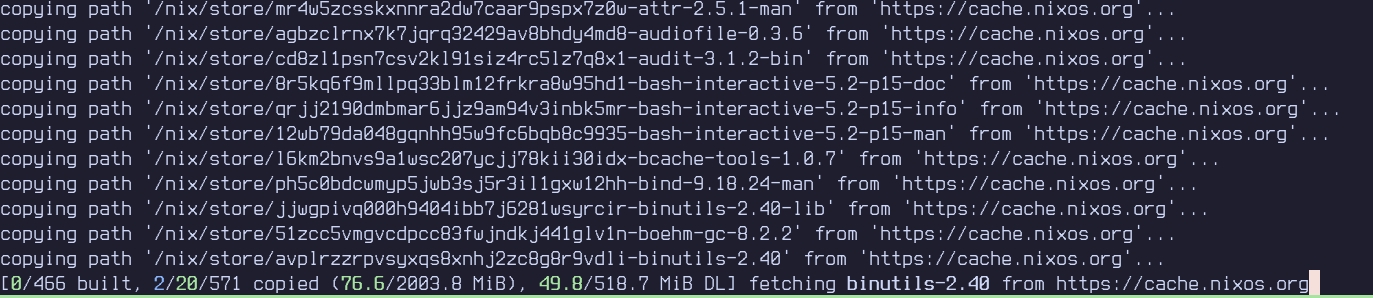 copying path '/nix/store/mr4w5zcsskxnnra2dw7caar9pspx7z0w-attr-2.5.1-man' from 'https://cache.nixos.org'...
copying path '/nix/store/agbzclrnx7k7jqrq32429av8bhdy4md8-audiofile-0.3.6' from 'https://cache.nixos.org'...
copying path '/nix/store/cd8zl1psn7csv2kl91siz4rc5lz7q8x1-audit-3.1.2-bin' from 'https://cache.nixos.org'...
copying path '/nix/store/8r5kq6f9mllpq33blm12frkra8w95hd1-bash-interactive-5.2-p15-doc' from 'https://cache.nixos.org'...
copying path '/nix/store/qrjj2190dmbmar6jjz9am94v3inbk5mr-bash-interactive-5.2-p15-info' from 'https://cache.nixos.org'...
copying path '/nix/store/12wb79da048gqnhh95w9fc6bqb8c9935-bash-interactive-5.2-p15-man' from 'https://cache.nixos.org'...
copying path '/nix/store/l6km2bnvs9a1wsc207ycjj78kii30idx-bcache-tools-1.0.7' from 'https://cache.nixos.org'...
copying path '/nix/store/ph5c0bdcwmyp5jwb3sj5r3il1gxw12hh-bind-9.18.24-man' from 'https://cache.nixos.org'...
copying path '/nix/store/jjwgpivq000h9404ibb7j6281wsyrcir-binutils-2.40-lib' from 'https://cache.nixos.org'...
copying path '/nix/store/51zcc5vmgvcdpcc83fwjndkj441glv1n-boehm-gc-8.2.2' from 'https://cache.nixos.org'...
copying path '/nix/store/avplrzzrpvsyxqs8xnhj2zc8g8r9vdli-binutils-2.40' from 'https://cache.nixos.org'...
[0/466 built, 2/20/571 copied (76.6/2003.8 MiB), 49.8/518.7 MiB DL] fetching binutils-2.40 from https://cache.nixos.org